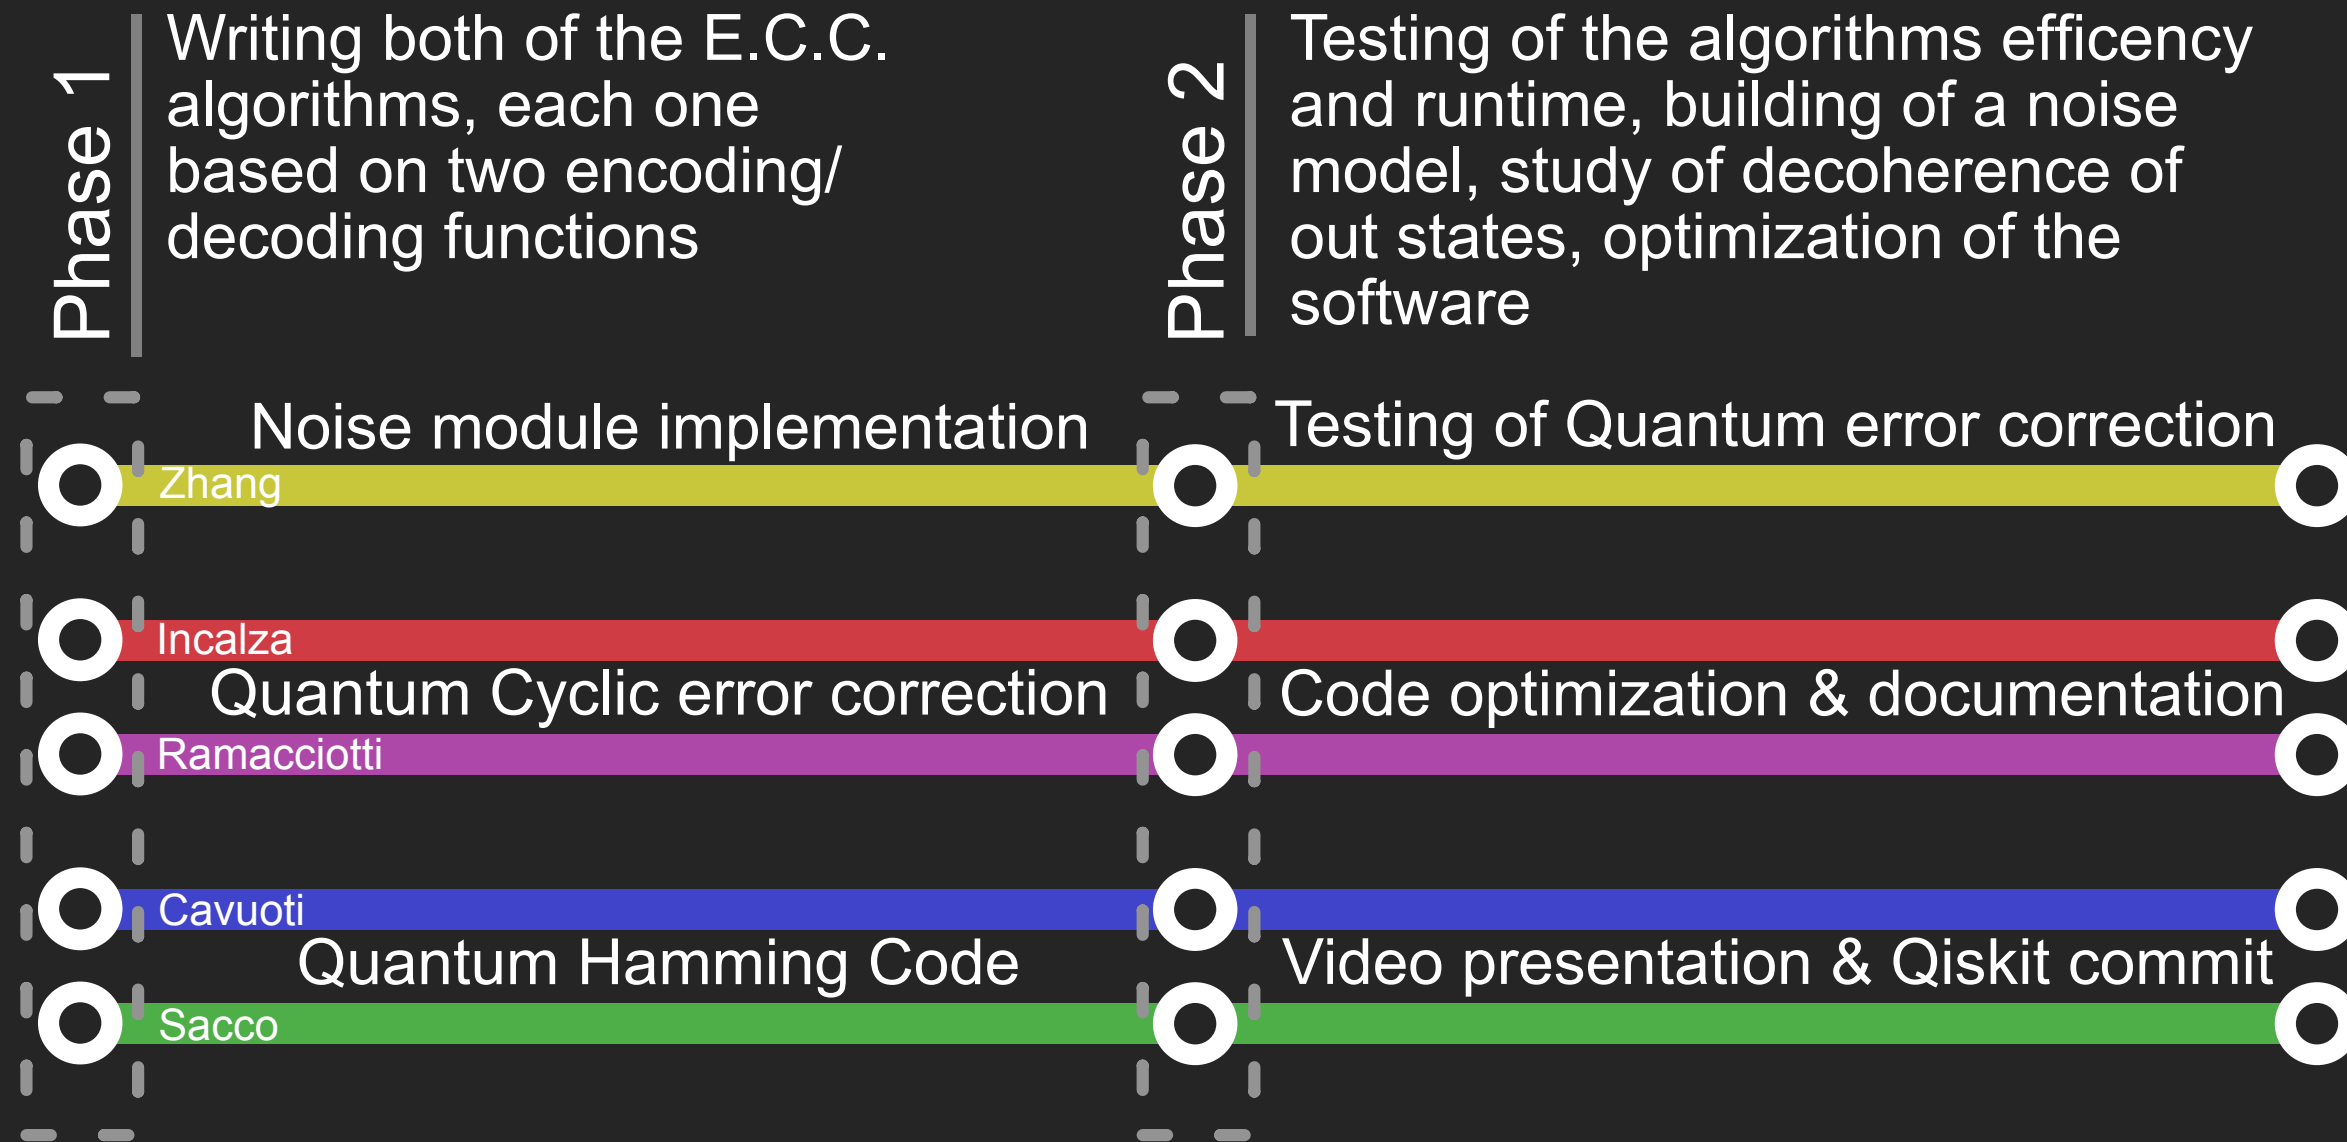 Phase 1
Writing both of the E.C.C.
algorithms, each one
based on two encoding/
decoding functions
Phase 2
Testing of the algorithms efficency
and runtime, building of a noise
model, study of decoherence of
out states, optimization of the
software
Noise module implementation
Testing of Quantum error correction
Zhang
Incalza
Quantum Cyclic error correction
Code optimization & documentation
Ramacciotti
Cavuoti
Quantum Hamming Code
Video presentation & Qiskit commit
Sacco